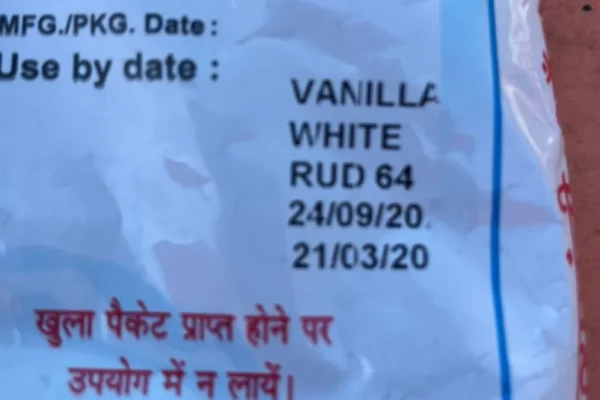 MFG./PKG. Date :
Use by date :
VANILLA
WHITE
RUD 64
24/09/20
21/03/20
खुला पैकेट प्राप्त होने पर
उपयोग में न लायें।